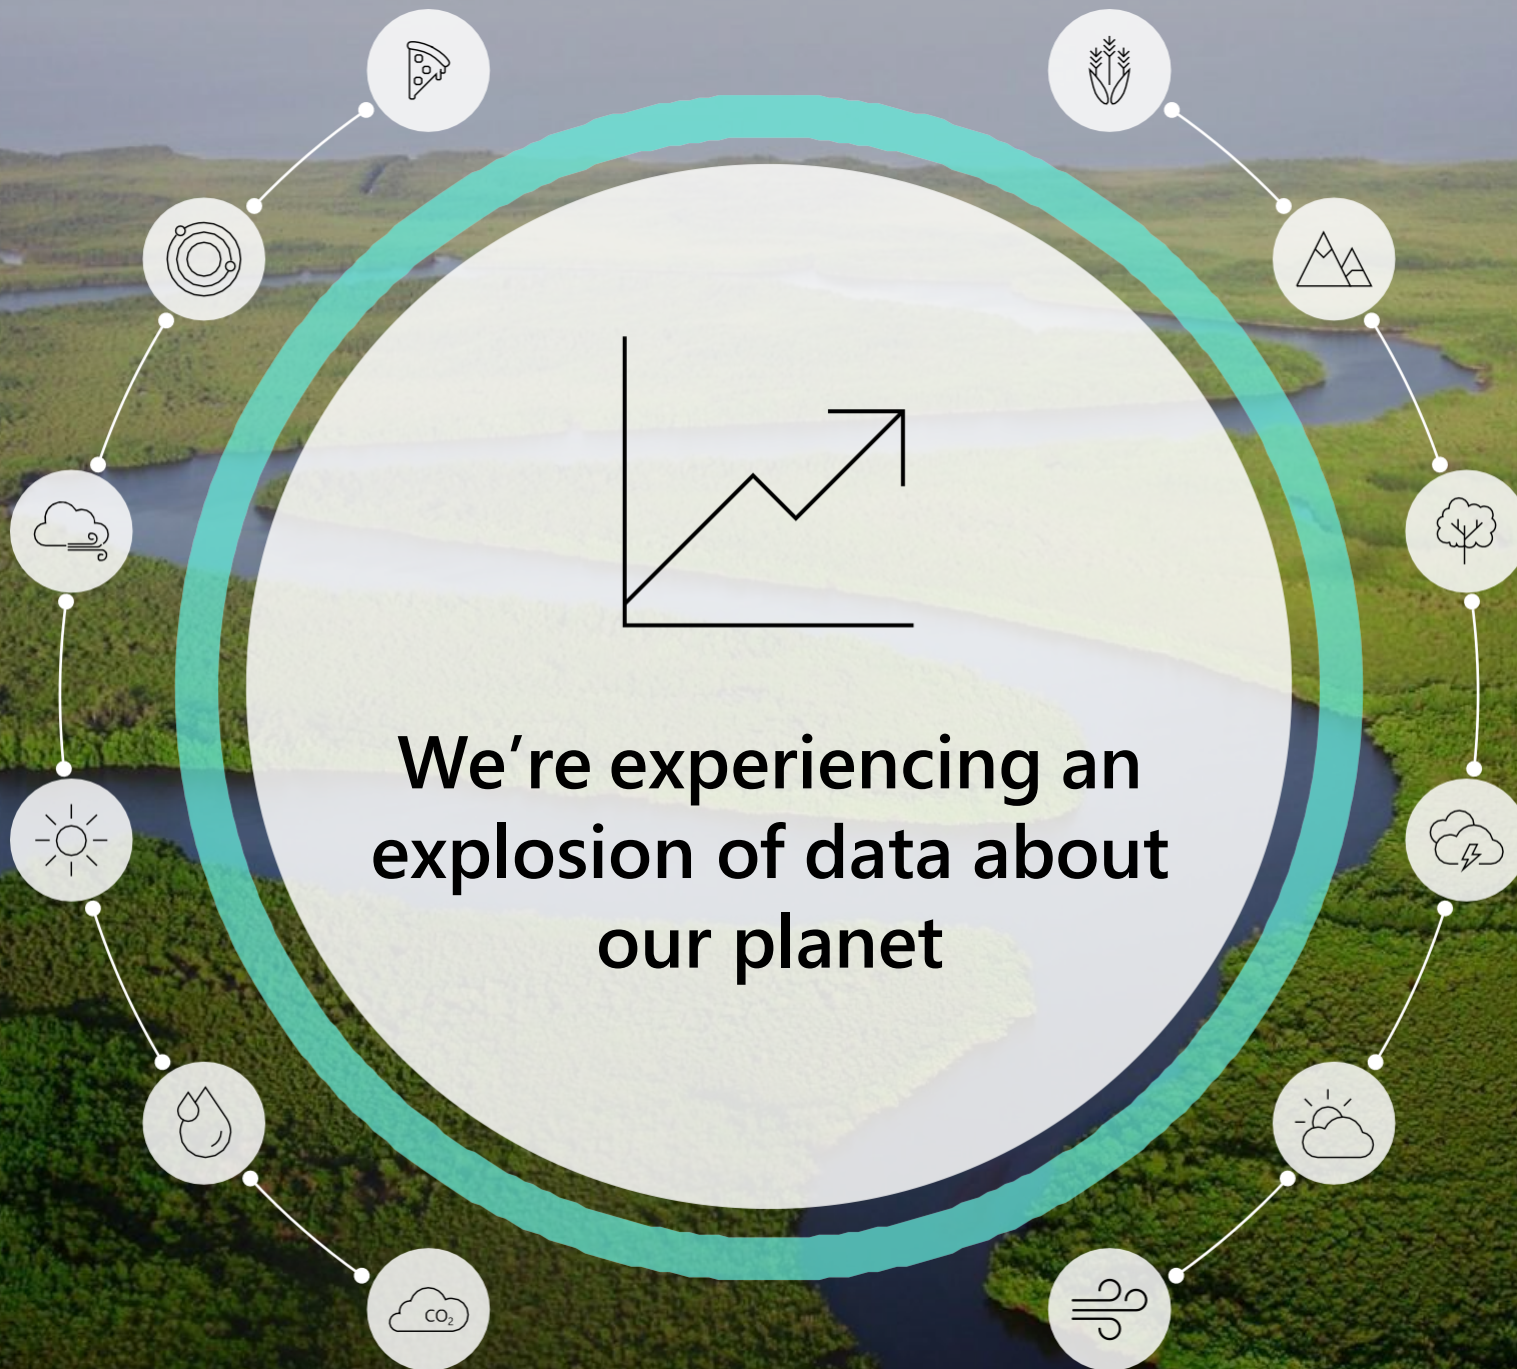 We’re experiencing an
explosion of data about
our planet
CO₂